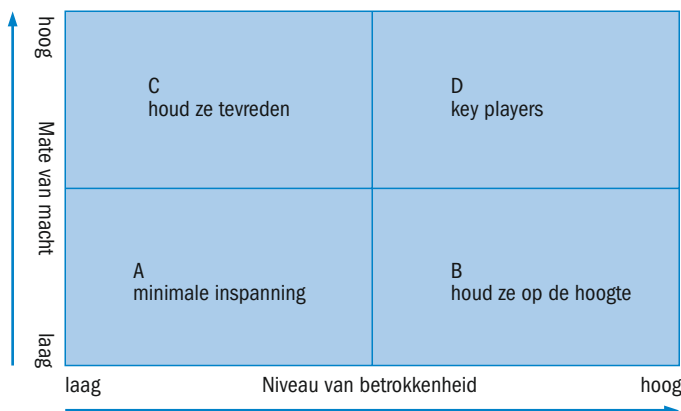 hoog
Mate van macht
laag
C
houd ze tevreden
D
key players
A
minimale inspanning
B
houd ze op de hoogte
laag
Niveau van betrokkenheid
hoog